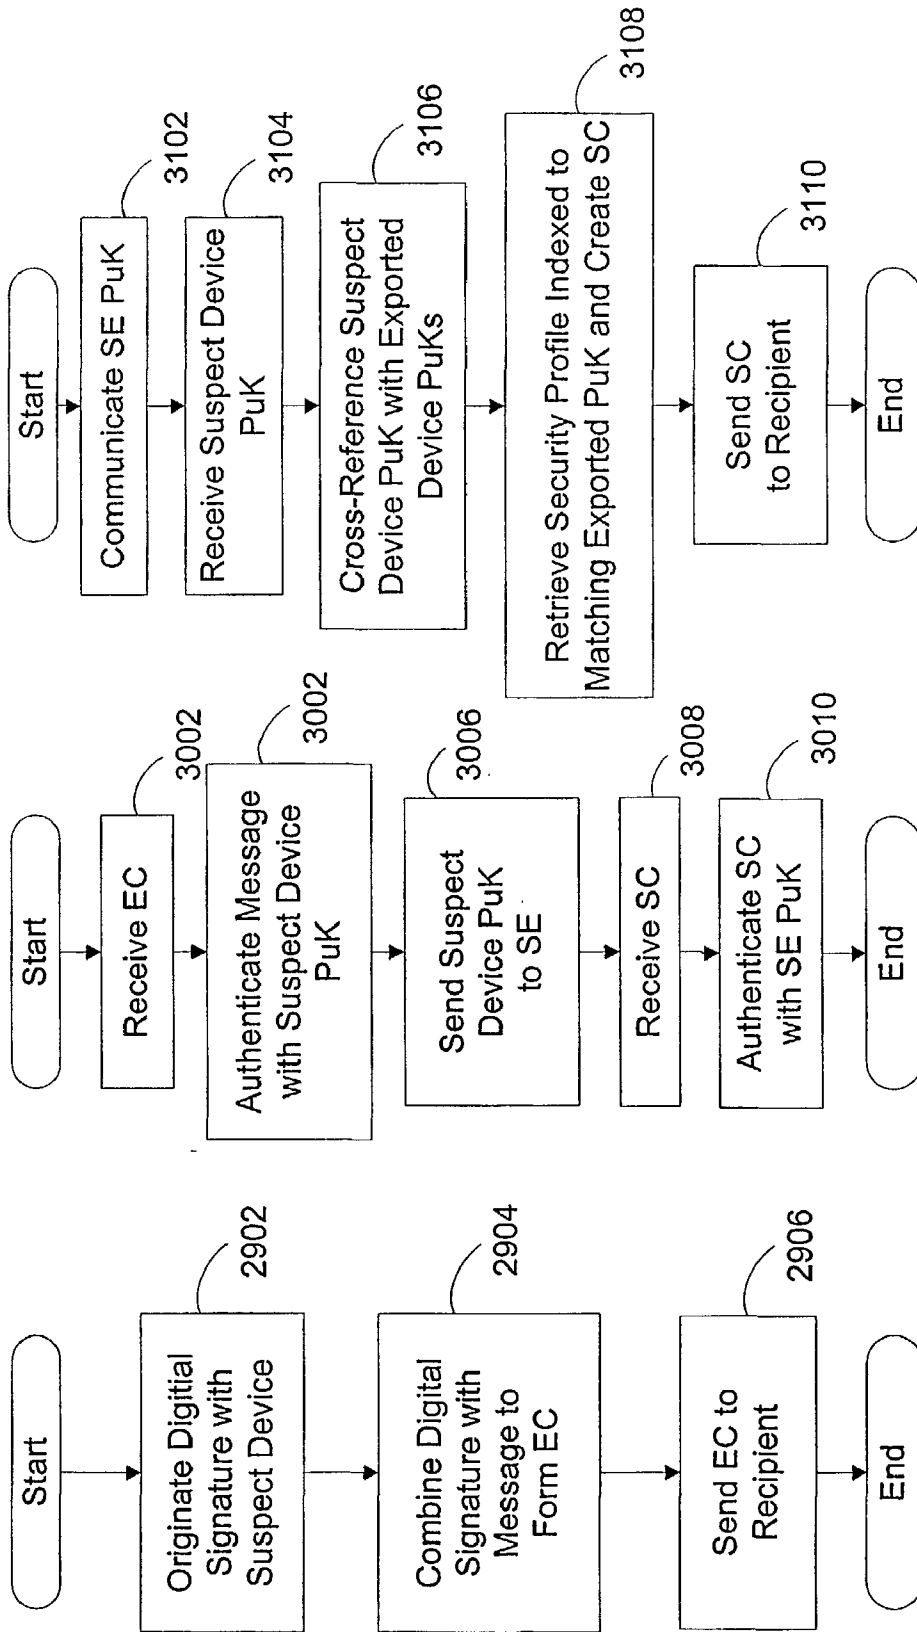 Start
Originate Digitial
Signature with
Suspect Device
2902
Combine Digital
Signature with
Message to
Form EC
2904
Send EC to
Recipient
2906
End
Start
Receive EC
3002
Authenticate Message
with Suspect Device
PuK
3002
Send Suspect
Device PuK
to SE
3006
Receive SC
3008
Authenticate SC
with SE PuK
3010
End
Start
Communicate SE PuK
3102
Receive Suspect Device
PuK
3104
Cross-Reference Suspect
Device PuK with Exported
Device PuKs
3106
Retrieve Security Profile Indexed to
Matching Exported PuK and Create SC
3108
Send SC
to Recipient
3110
End